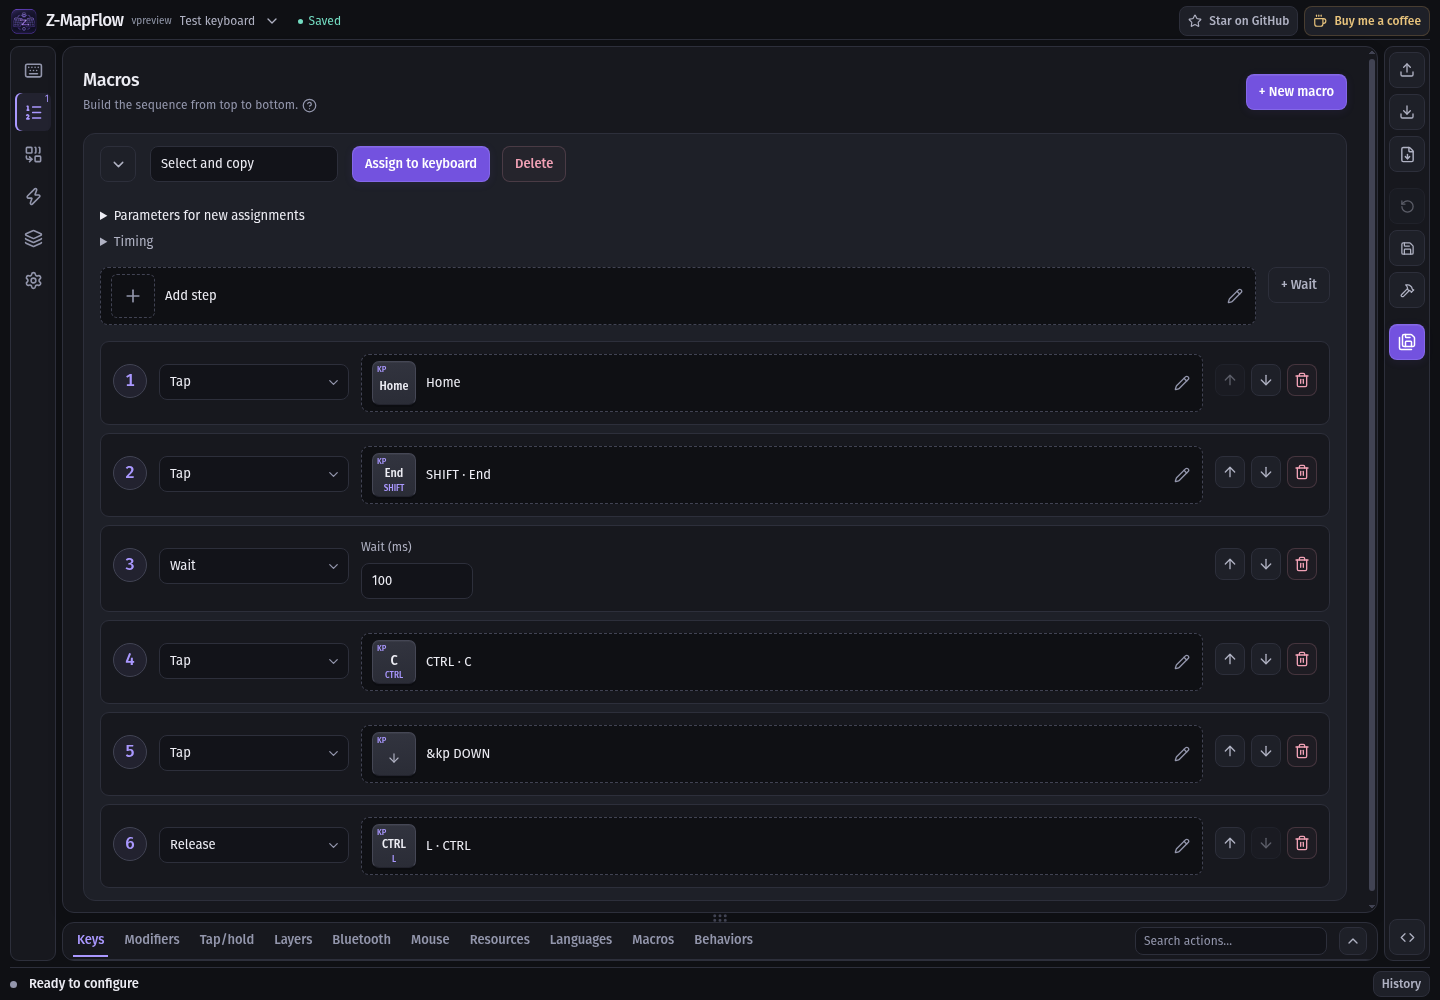 Z-MapFlow vpreview Test keyboard Saved Star on GitHub Buy me a coffee
1
Macros
Build the sequence from top to bottom. ?
+ New macro
Select and copy Assign to keyboard Delete
Parameters for new assignments
Timing
Add step + Wait
1 Tap KP Home Home
2 Tap KP End SHIFT SHIFT · End
3 Wait Wait (ms) 100
4 Tap KP C CTRL CTRL · C
5 Tap KP ↓ &kp DOWN
6 Release KP CTRL L L · CTRL
Keys Modifiers Tap/hold Layers Bluetooth Mouse Resources Languages Macros Behaviors Search actions...
Ready to configure History